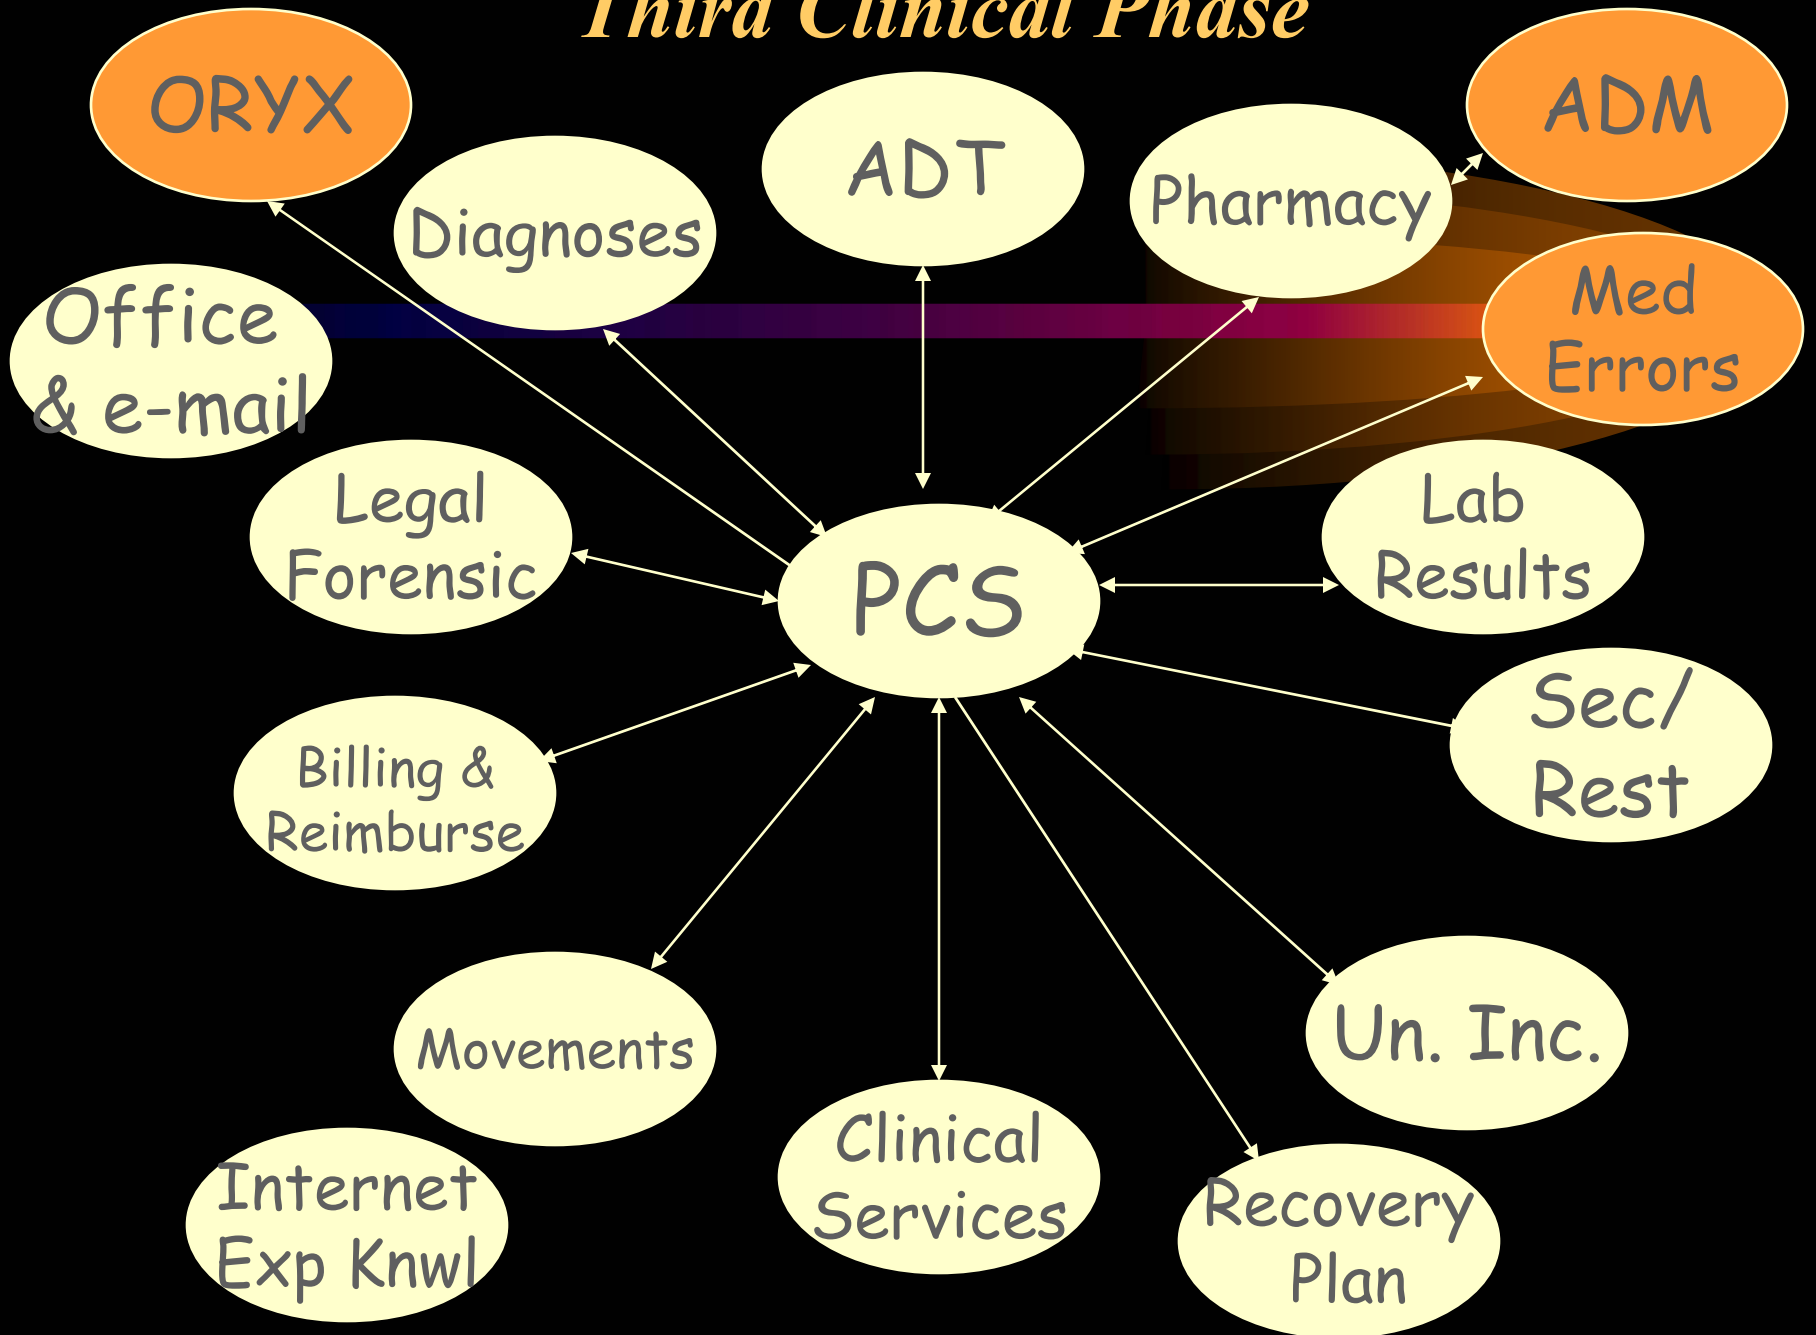 Third Clinical Phase
ORYX
ADM
ADT
Pharmacy
Diagnoses
Med
Errors
Office
& e-mail
Legal
Forensic
Lab
Results
PCS
Sec/
Rest
Billing &
Reimburse
Movements
Un. Inc.
Clinical
Services
Internet
Exp Knwl
Recovery
Plan